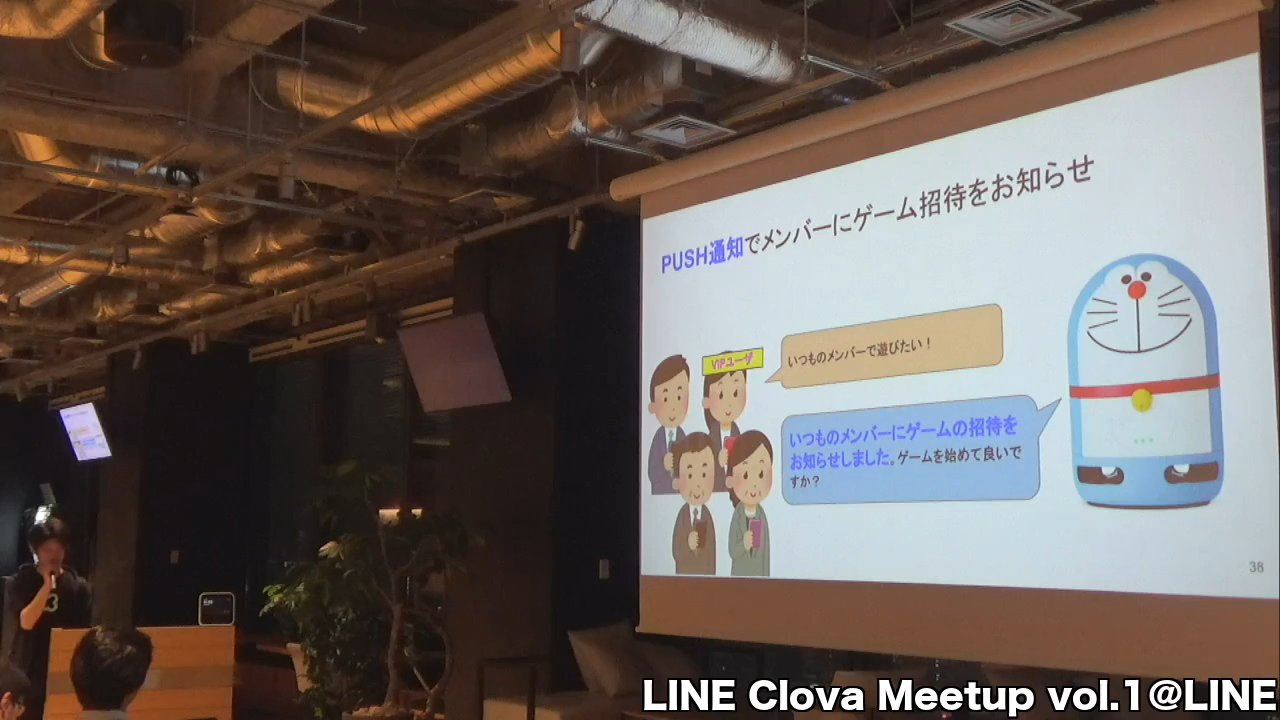 PUSH通知でメンバーにゲーム招待をお知らせ
VIPユーザ
いつものメンバーで遊びたい！
いつものメンバーにゲームの招待を
お知らせしました。ゲームを始めて良いで
すか？
38
3
LINE Clova Meetup vol.1@LINE